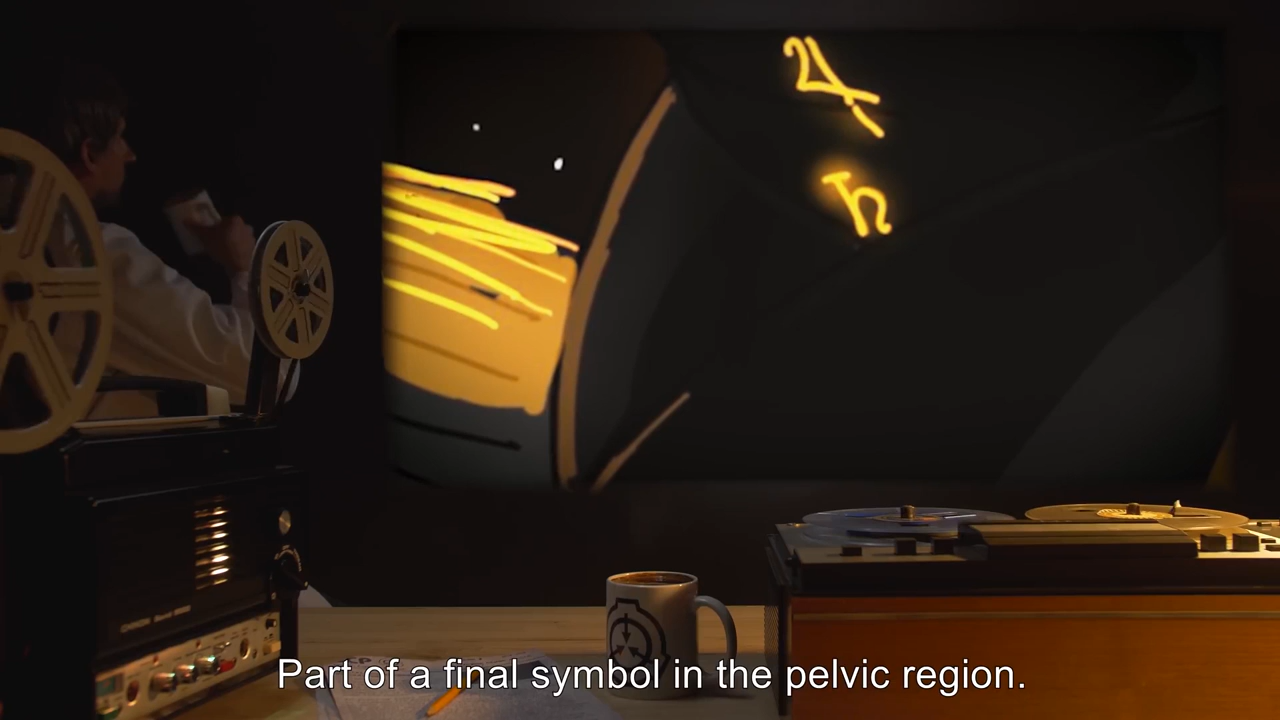 ♃
♄
Part of a final symbol in the pelvic region.